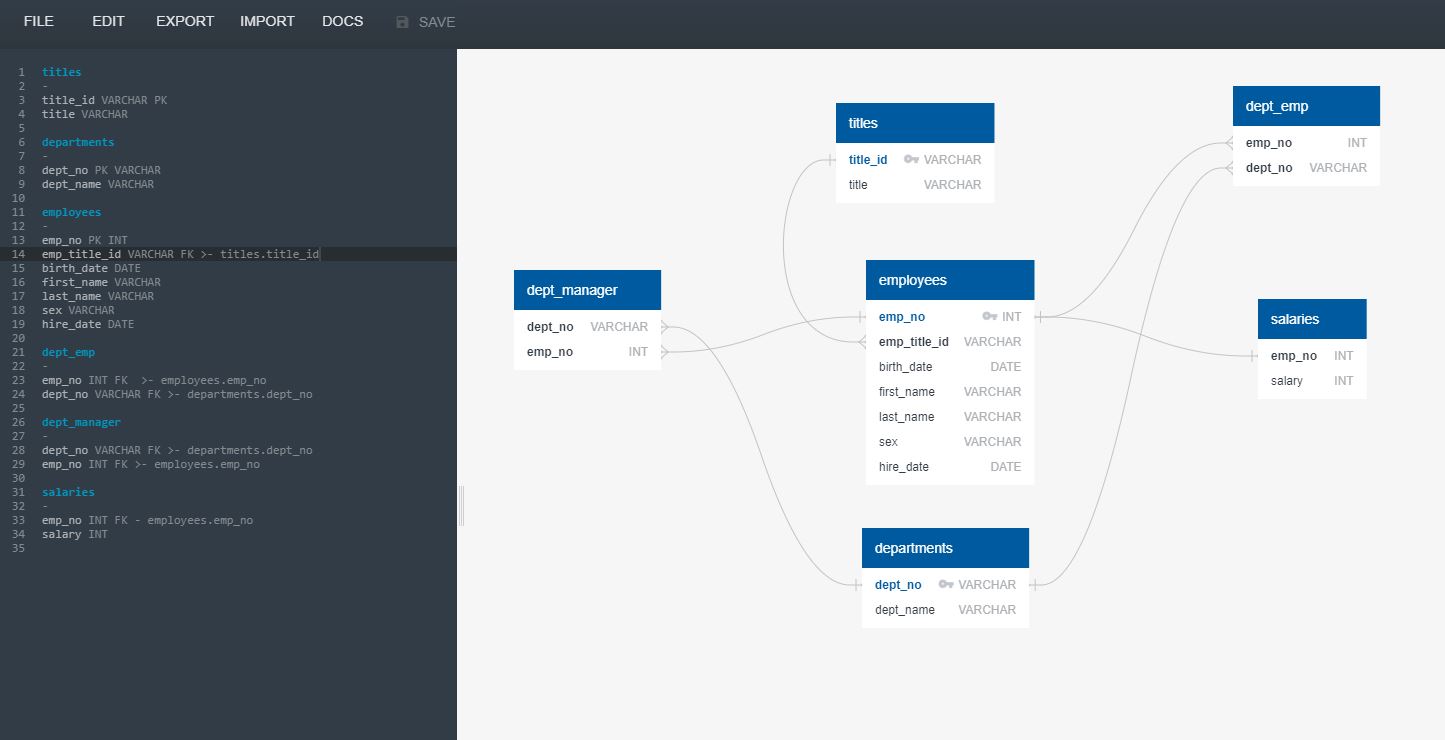 FILE EDIT EXPORT IMPORT DOCS SAVE
1 titles
2 -
3 title_id VARCHAR PK
4 title VARCHAR
5
6 departments
7 -
8 dept_no PK VARCHAR
9 dept_name VARCHAR
10
11 employees
12 -
13 emp_no PK INT
14 emp_title_id VARCHAR FK >- titles.title_id
15 birth_date DATE
16 first_name VARCHAR
17 last_name VARCHAR
18 sex VARCHAR
19 hire_date DATE
20
21 dept_emp
22 -
23 emp_no INT FK  >- employees.emp_no
24 dept_no VARCHAR FK >- departments.dept_no
25
26 dept_manager
27 -
28 dept_no VARCHAR FK >- departments.dept_no
29 emp_no INT FK >- employees.emp_no
30
31 salaries
32 -
33 emp_no INT FK - employees.emp_no
34 salary INT
35
titles
title_id VARCHAR
title VARCHAR
dept_emp
emp_no INT
dept_no VARCHAR
dept_manager
dept_no VARCHAR
emp_no INT
employees
emp_no INT
emp_title_id VARCHAR
birth_date DATE
first_name VARCHAR
last_name VARCHAR
sex VARCHAR
hire_date DATE
salaries
emp_no INT
salary INT
departments
dept_no VARCHAR
dept_name VARCHAR